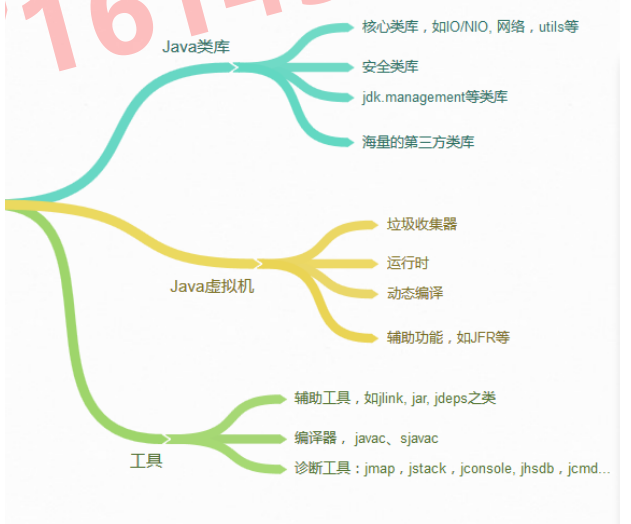 Java类库
核心类库，如IO/NIO, 网络，utils等
安全类库
jdk.management等类库
海量的第三方类库
Java虚拟机
垃圾收集器
运行时
动态编译
辅助功能，如JFR等
工具
辅助工具，如jlink, jar, jdeps之类
编译器， javac、sjavac
诊断工具：jmap，jstack，jconsole, jhsdb，jcmd...